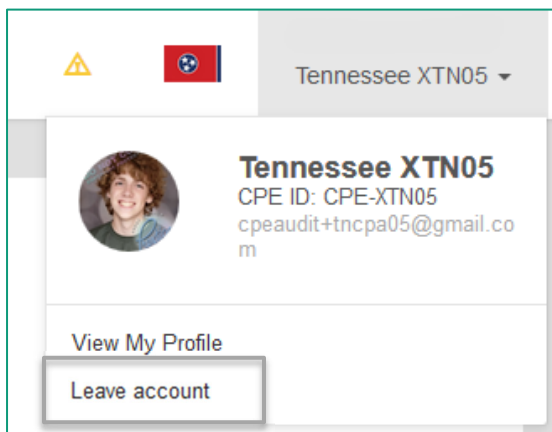 Tennessee XTN05
Tennessee XTN05
CPE ID: CPE-XTN05
cpeaudit+tncpa05@gmail.co
m
View My Profile
Leave account